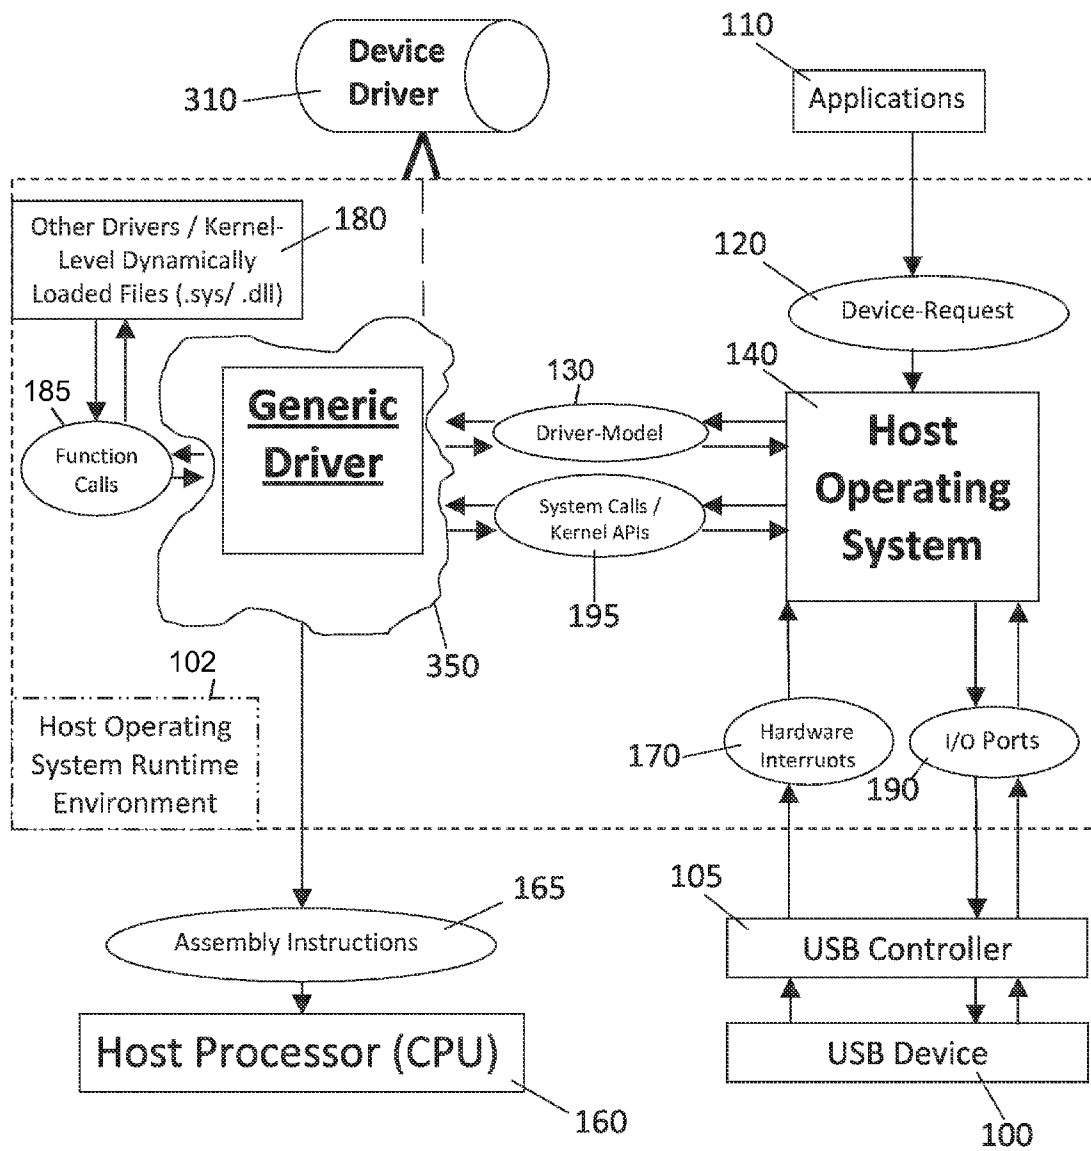 110
Device
Driver
310
Applications
Other Drivers / Kernel-
Level Dynamically
Loaded Files (.sys/ .dll)
180
120
Device-Request
140
130
185
Generic
Driver
Driver-Model
Host
Operating
System
Function
Calls
System Calls /
Kernel APIs
195
350
102
Host Operating
System Runtime
Environment
Hardware
Interrupts
170
I/O Ports
190
165
105
Assembly Instructions
USB Controller
Host Processor (CPU)
USB Device
160
100